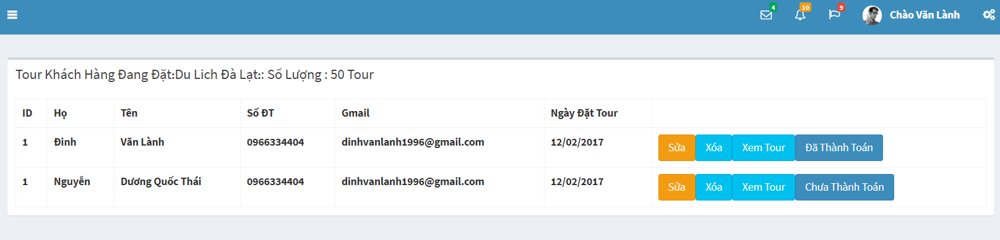 4 10 9 Chào Văn Lành
Tour Khách Hàng Đang Đặt:Du Lich Đà Lạt:: Số Lượng : 50 Tour
ID Họ Tên Số ĐT Gmail Ngày Đặt Tour
1 Đinh Văn Lành 0966334404 dinhvanlanh1996@gmail.com 12/02/2017 Sửa Xóa Xem Tour Đã Thành Toán
1 Nguyễn Dương Quốc Thái 0966334404 dinhvanlanh1996@gmail.com 12/02/2017 Sửa Xóa Xem Tour Chưa Thành Toán